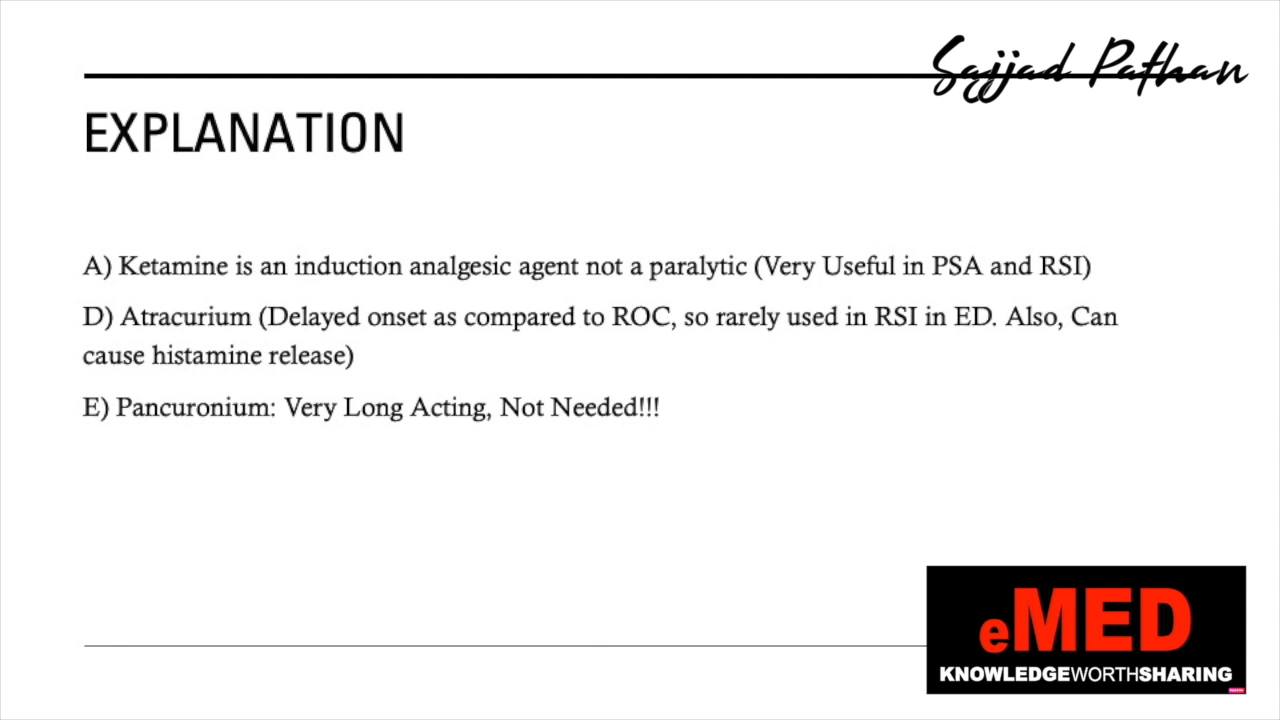 Sajjad Pathan
EXPLANATION
A) Ketamine is an induction analgesic agent not a paralytic (Very Useful in PSA and RSI)
D) Atracurium (Delayed onset as compared to ROC, so rarely used in RSI in ED. Also, Can
cause histamine release)
E) Pancuronium: Very Long Acting, Not Needed!!!
eMED
KNOWLEDGEWORTHSHARING